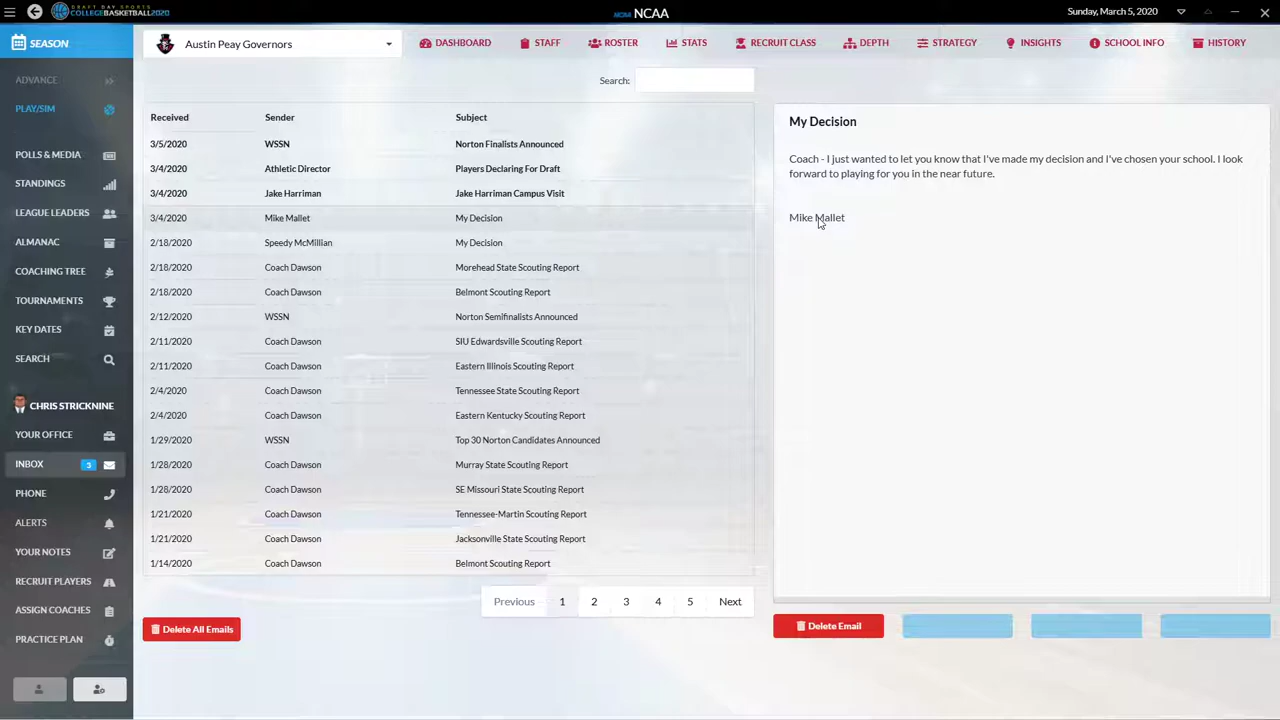 DRAFT DAY SPORTS
COLLEGE BASKETBALL 2020
NCAA NCAA
Sunday, March 5, 2020
SEASON
Austin Peay Governors
DASHBOARD STAFF ROSTER STATS RECRUIT CLASS DEPTH STRATEGY INSIGHTS SCHOOL INFO HISTORY
ADVANCE
PLAY/SIM
POLLS & MEDIA
STANDINGS
LEAGUE LEADERS
ALMANAC
COACHING TREE
TOURNAMENTS
KEY DATES
SEARCH
CHRIS STRICKNINE
YOUR OFFICE
INBOX 3
PHONE
ALERTS
YOUR NOTES
RECRUIT PLAYERS
ASSIGN COACHES
PRACTICE PLAN
Search:
Received Sender Subject
3/5/2020 WSSN Norton Finalists Announced
3/4/2020 Athletic Director Players Declaring For Draft
3/4/2020 Jake Harriman Jake Harriman Campus Visit
3/4/2020 Mike Mallet My Decision
2/18/2020 Speedy McMillian My Decision
2/18/2020 Coach Dawson Morehead State Scouting Report
2/18/2020 Coach Dawson Belmont Scouting Report
2/12/2020 WSSN Norton Semifinalists Announced
2/11/2020 Coach Dawson SIU Edwardsville Scouting Report
2/11/2020 Coach Dawson Eastern Illinois Scouting Report
2/4/2020 Coach Dawson Tennessee State Scouting Report
2/4/2020 Coach Dawson Eastern Kentucky Scouting Report
1/29/2020 WSSN Top 30 Norton Candidates Announced
1/28/2020 Coach Dawson Murray State Scouting Report
1/28/2020 Coach Dawson SE Missouri State Scouting Report
1/21/2020 Coach Dawson Tennessee-Martin Scouting Report
1/21/2020 Coach Dawson Jacksonville State Scouting Report
1/14/2020 Coach Dawson Belmont Scouting Report
Previous 1 2 3 4 5 Next
Delete All Emails
My Decision
Coach - I just wanted to let you know that I've made my decision and I've chosen your school. I look
forward to playing for you in the near future.
Mike Mallet
Delete Email